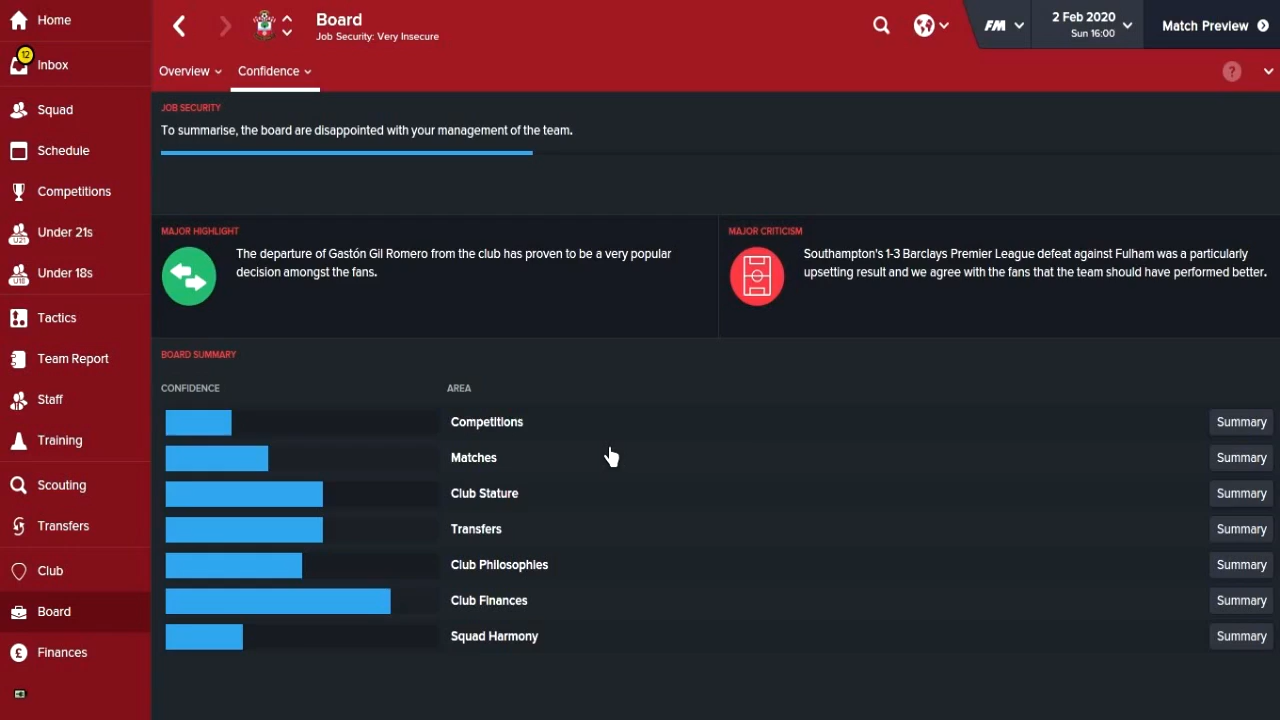 Home
12
Inbox
Squad
Schedule
Competitions
Under 21s
U21
Under 18s
U18
Tactics
Team Report
Staff
Training
Scouting
Transfers
Club
Board
£ Finances
Board
Job Security: Very Insecure
FM
2 Feb 2020
Sun 16:00
Match Preview
Overview
Confidence
?
JOB SECURITY
To summarise, the board are disappointed with your management of the team.
MAJOR HIGHLIGHT
The departure of Gastón Gil Romero from the club has proven to be a very popular
decision amongst the fans.
MAJOR CRITICISM
Southampton's 1-3 Barclays Premier League defeat against Fulham was a particularly
upsetting result and we agree with the fans that the team should have performed better.
BOARD SUMMARY
CONFIDENCE AREA
Competitions Summary
Matches Summary
Club Stature Summary
Transfers Summary
Club Philosophies Summary
Club Finances Summary
Squad Harmony Summary